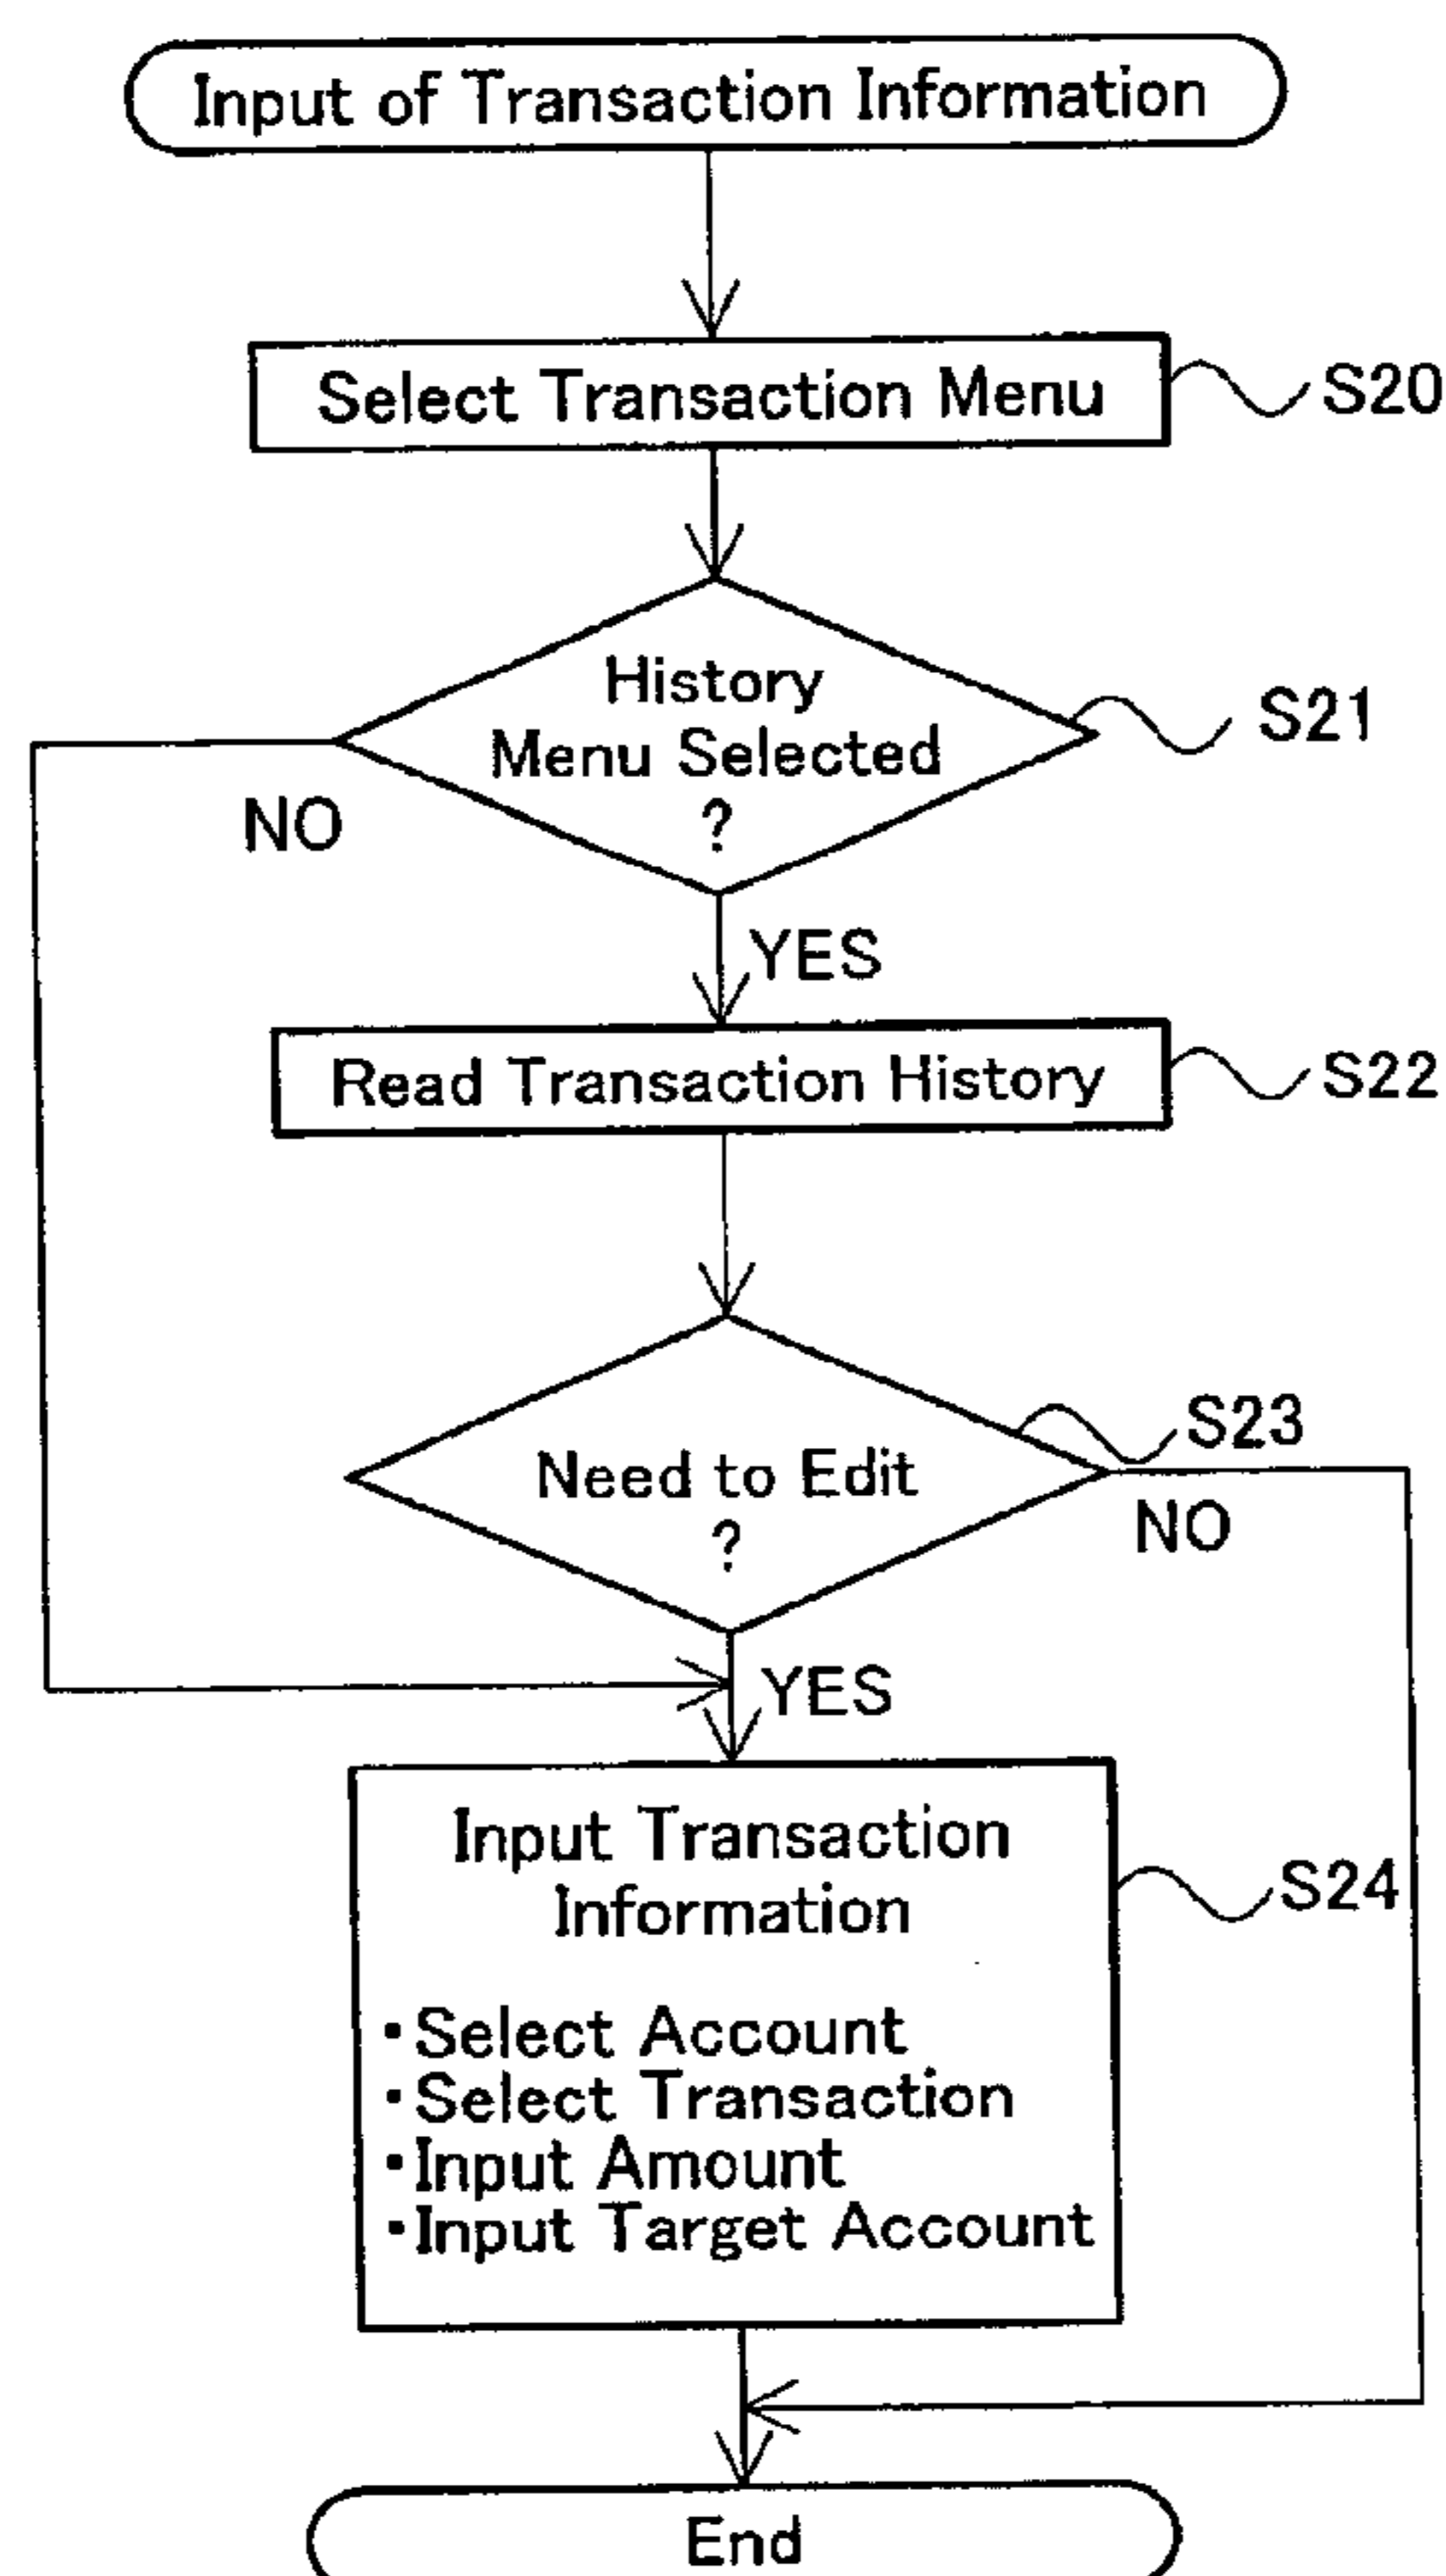 Input of Transaction Information
Select Transaction Menu
S20
History
Menu Selected
?
S21
NO
YES
Read Transaction History
S22
Need to Edit
?
S23
NO
YES
Input Transaction
Information
・Select Account
・Select Transaction
・Input Amount
・Input Target Account
S24
End